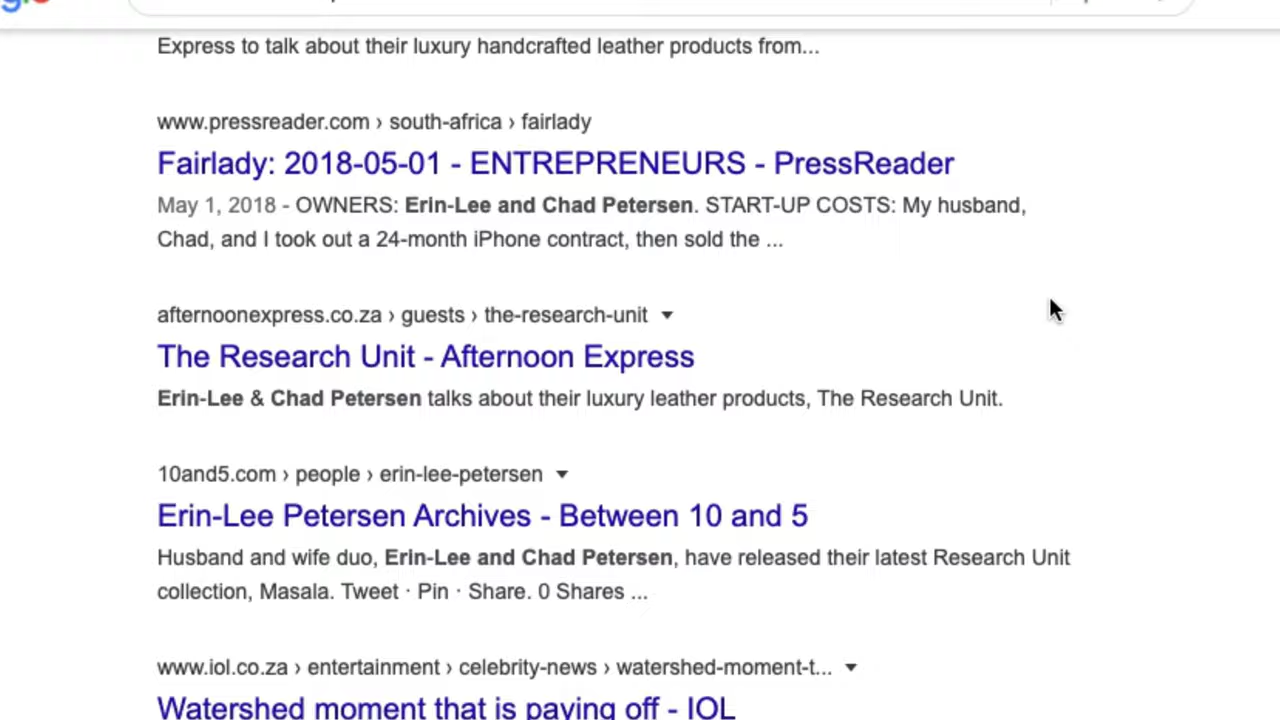 Express to talk about their luxury handcrafted leather products from...
www.pressreader.com › south-africa › fairlady
Fairlady: 2018-05-01 - ENTREPRENEURS - PressReader
May 1, 2018 - OWNERS: Erin-Lee and Chad Petersen. START-UP COSTS: My husband,
Chad, and I took out a 24-month iPhone contract, then sold the ...
afternoonexpress.co.za › guests › the-research-unit
The Research Unit - Afternoon Express
Erin-Lee & Chad Petersen talks about their luxury leather products, The Research Unit.
10and5.com › people › erin-lee-petersen
Erin-Lee Petersen Archives - Between 10 and 5
Husband and wife duo, Erin-Lee and Chad Petersen, have released their latest Research Unit
collection, Masala. Tweet · Pin · Share. 0 Shares ...
www.iol.co.za › entertainment › celebrity-news › watershed-moment-t...
Watershed moment that is paying off - IOL